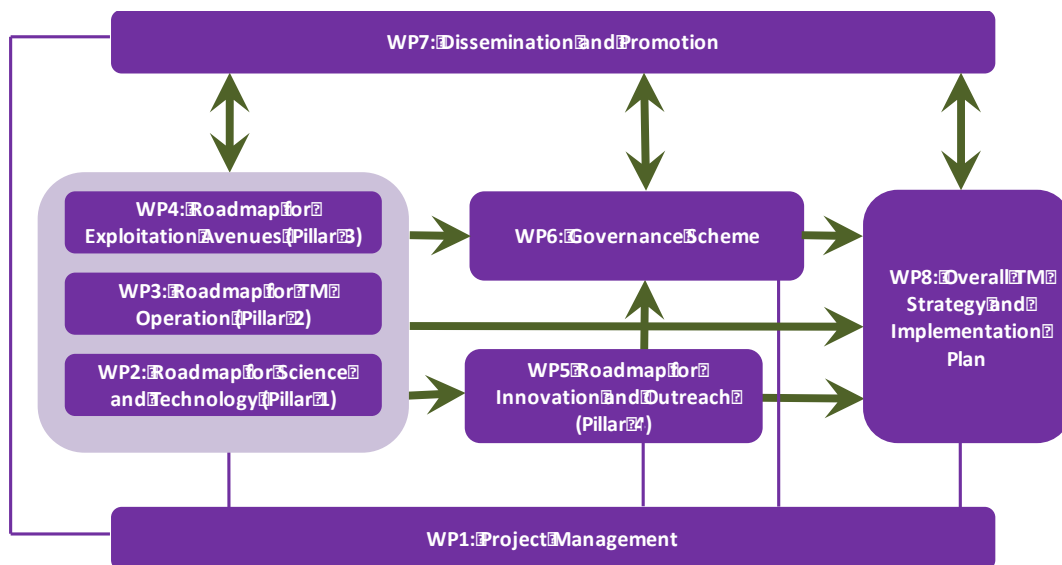 WP7: Dissemination and Promotion
WP4: Roadmap for
Exploitation Avenues (Pillar 3)
WP3: Roadmap for TM
Operation (Pillar 2)
WP2: Roadmap for Science
and Technology (Pillar 1)
WP6: Governance Scheme
WP5 Roadmap for
Innovation and Outreach
(Pillar 4)
WP8: Overall TM
Strategy and
Implementation
Plan
WP1: Project Management